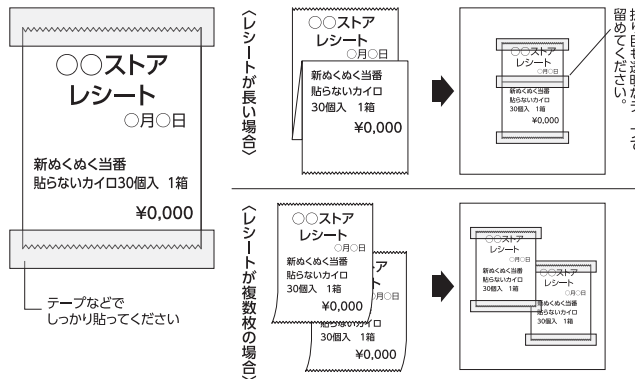 ○○ストア
レシート
○月○日
新ぬくぬく当番
貼らないカイロ30個入 1箱
¥0,000
テープなどで
しっかり貼ってください
〈レシートが長い場合〉
○○ストア
レシート
○月○日
新ぬくぬく当番
貼らないカイロ
30個入 1箱
¥0,000
○○ストア
レシート
○月○日
新ぬくぬく当番
貼らないカイロ
30個入 1箱
¥0,000
留めてください。
〈レシートが複数枚の場合〉
○○ストア
レシート
○月○日
新ぬくぬく当番
貼らないカイロ
30個入 1箱
¥0,000
ア
月○日
30個入 1箱
¥0,000
○○ストア
レシート
○月○日
新ぬくぬく当番
貼らないカイロ
30個入 1箱
○○ストア
レシート
○月○日
新ぬくぬく当番
貼らないカイロ
30個入 1箱